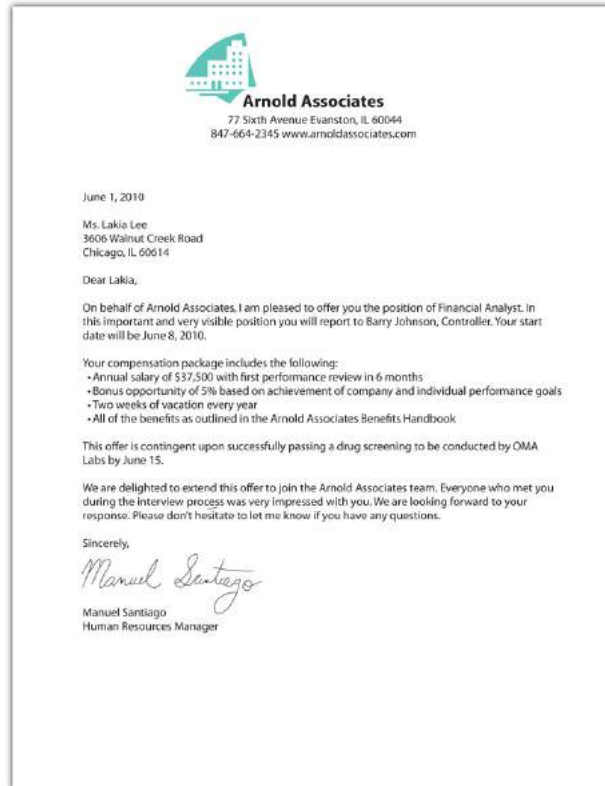 Arnold Associates
77 Sixth Avenue Evanston, IL 60044
847-664-2345 www.arnoldassociates.com
June 1, 2010
Ms. Lakia Lee
3606 Walnut Creek Road
Chicago, IL 60614
Dear Lakia,
On behalf of Arnold Associates, I am pleased to offer you the position of Financial Analyst. In
this important and very visible position you will report to Barry Johnson, Controller. Your start
date will be June 8, 2010.
Your compensation package includes the following:
• Annual salary of $37,500 with first performance review in 6 months
• Bonus opportunity of 5% based on achievement of company and individual performance goals
• Two weeks of vacation every year
• All of the benefits as outlined in the Arnold Associates Benefits Handbook
This offer is contingent upon successfully passing a drug screening to be conducted by OMA
Labs by June 15.
We are delighted to extend this offer to join the Arnold Associates team. Everyone who met you
during the interview process was very impressed with you. We are looking forward to your
response. Please don't hesitate to let me know if you have any questions.
Sincerely,
Manuel Santiago
Manuel Santiago
Human Resources Manager